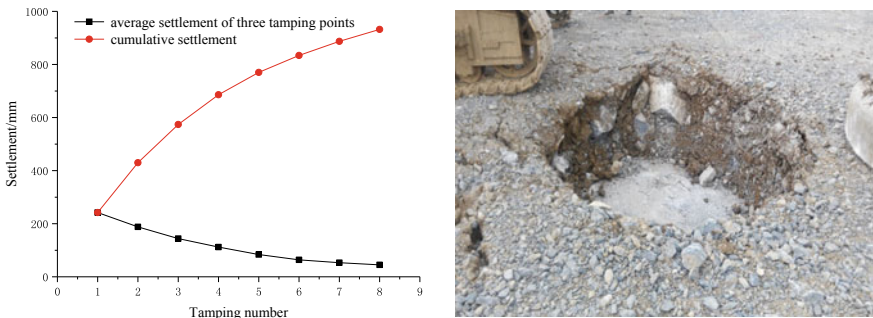 average settlement of three tamping points
cumulative settlement
Settlement/mm
1000
800
600
400
200
0
0 1 2 3 4 5 6 7 8 9
Tamping number